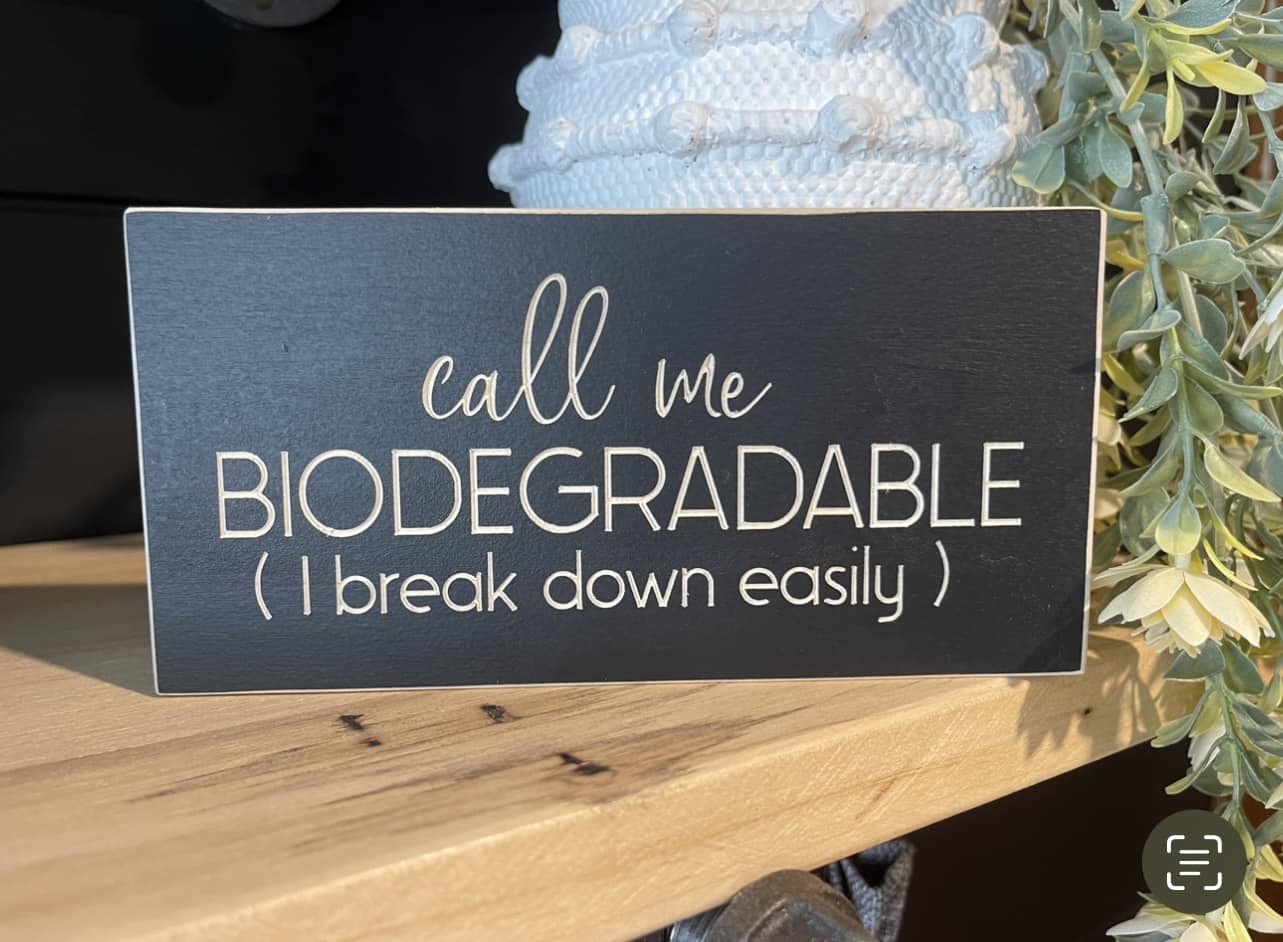 call me
BIODEGRADABLE
( I break down easily )